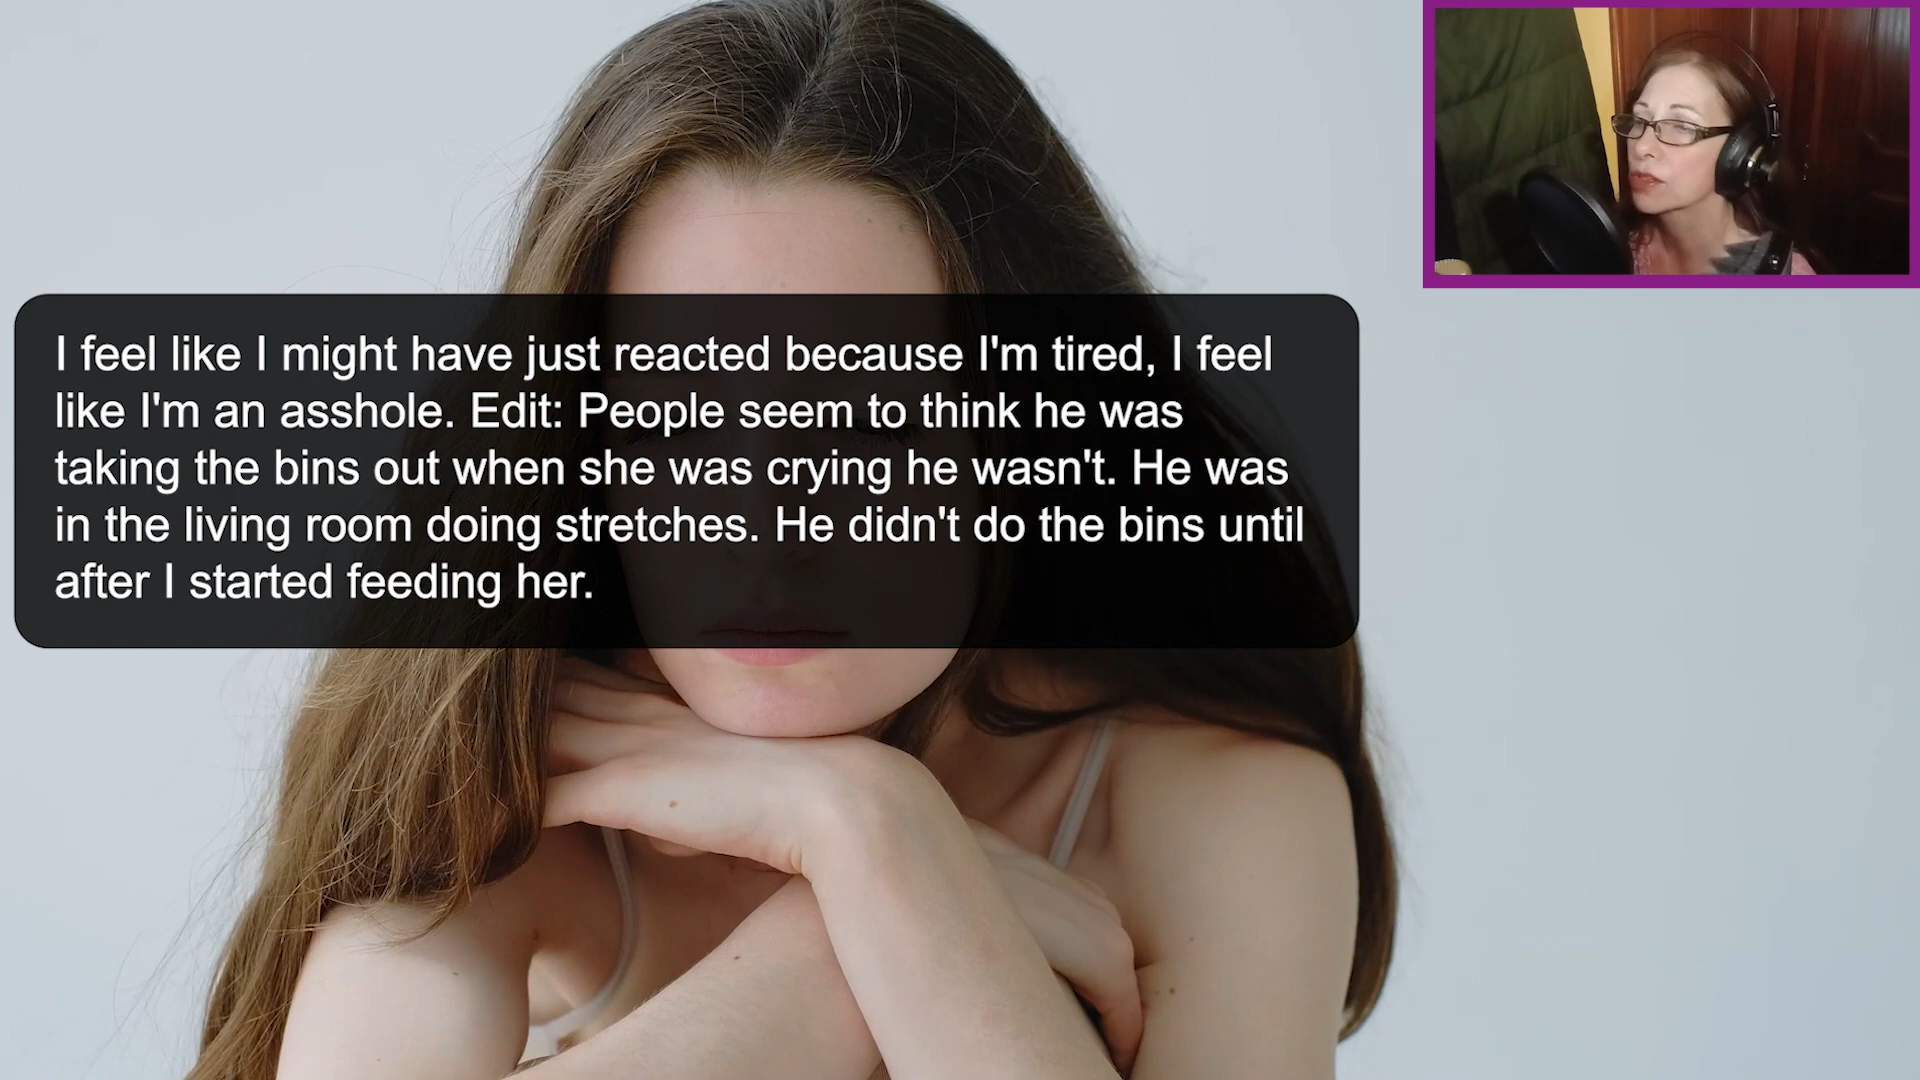 I feel like I might have just reacted because I'm tired, I feel
like I'm an asshole. Edit: People seem to think he was
taking the bins out when she was crying he wasn't. He was
in the living room doing stretches. He didn't do the bins until
after I started feeding her.